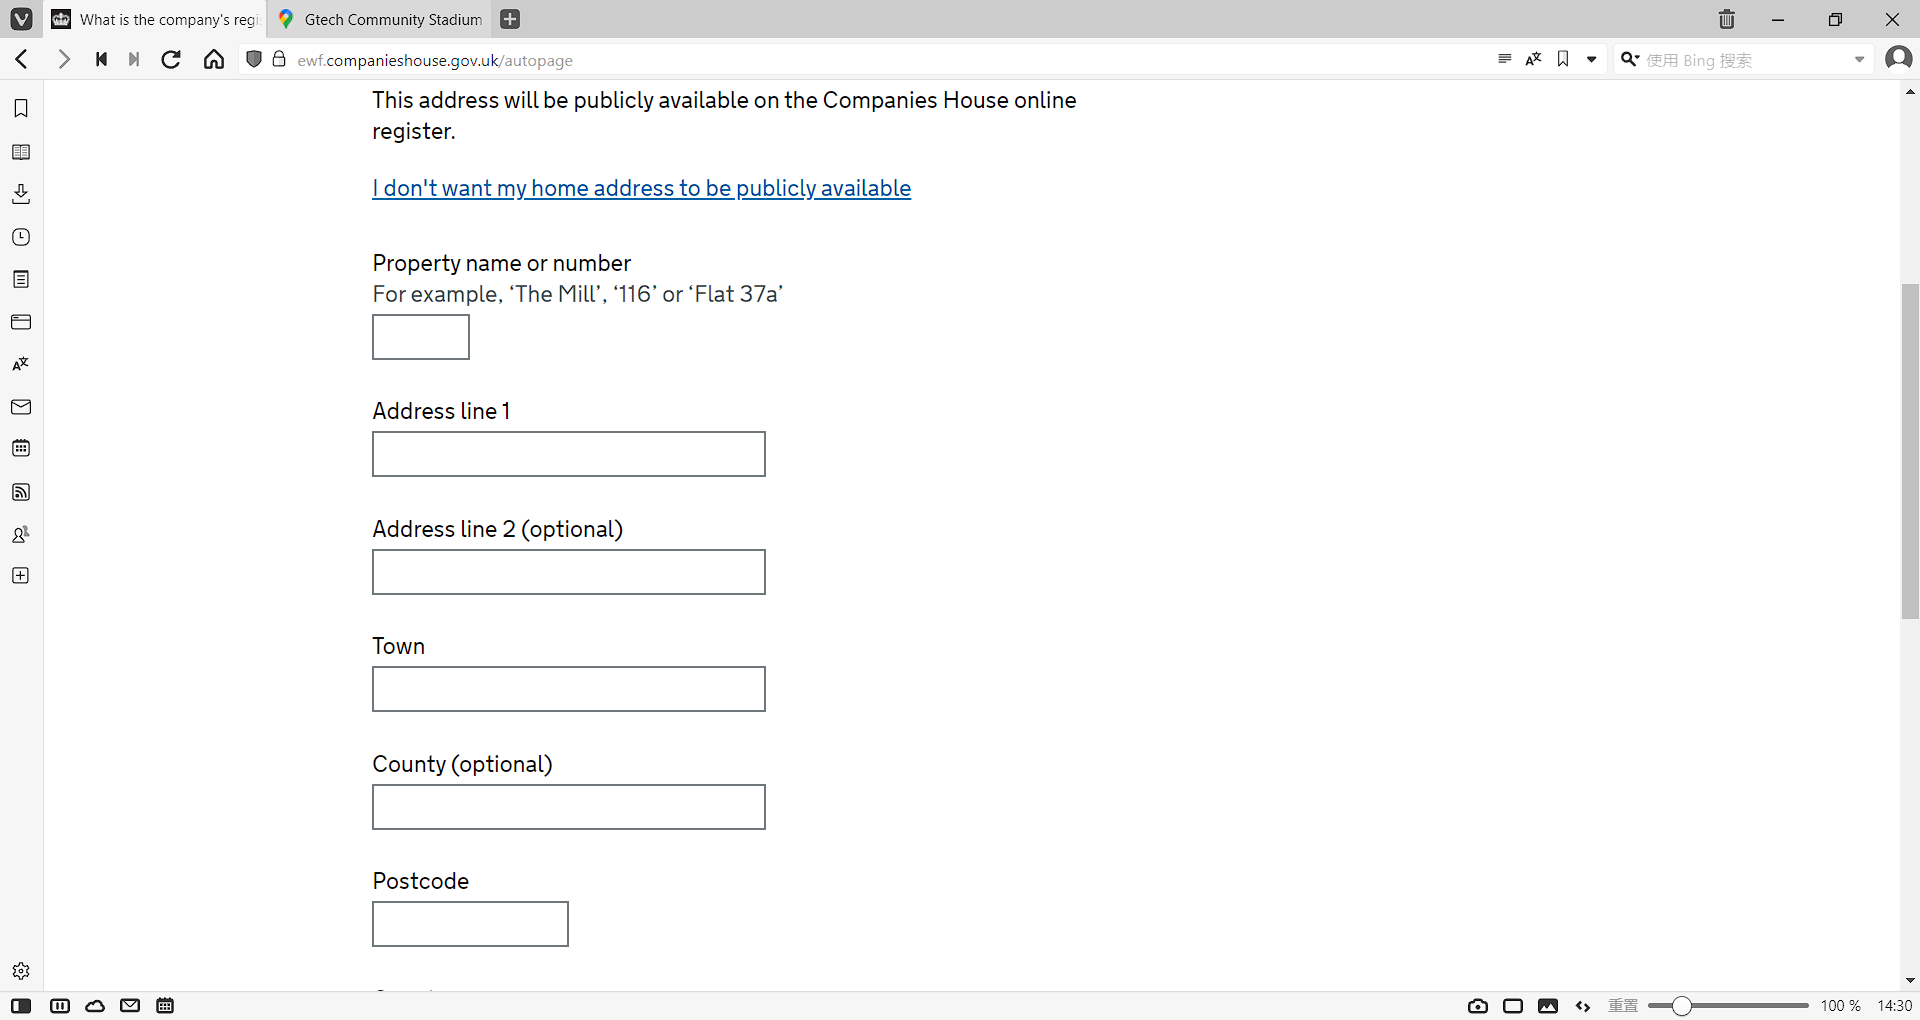 What is the company's regi
Gtech Community Stadium
ewf.companieshouse.gov.uk/autopage
使用 Bing 搜索
This address will be publicly available on the Companies House online
register.
I don't want my home address to be publicly available
Property name or number
For example, ‘The Mill’, ‘116’ or ‘Flat 37a’
Address line 1
Address line 2 (optional)
Town
County (optional)
Postcode
重置
100 %
14:30